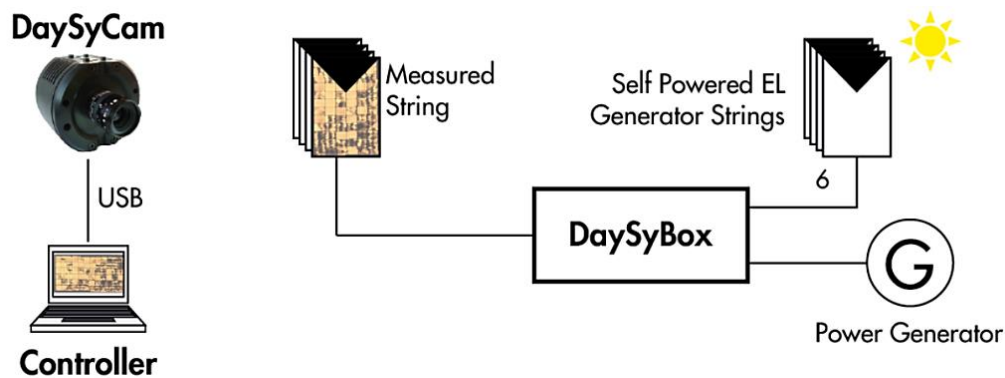 DaySyCam
USB
Controller
Measured
String
Self Powered EL
Generator Strings
6
DaySyBox
G
Power Generator